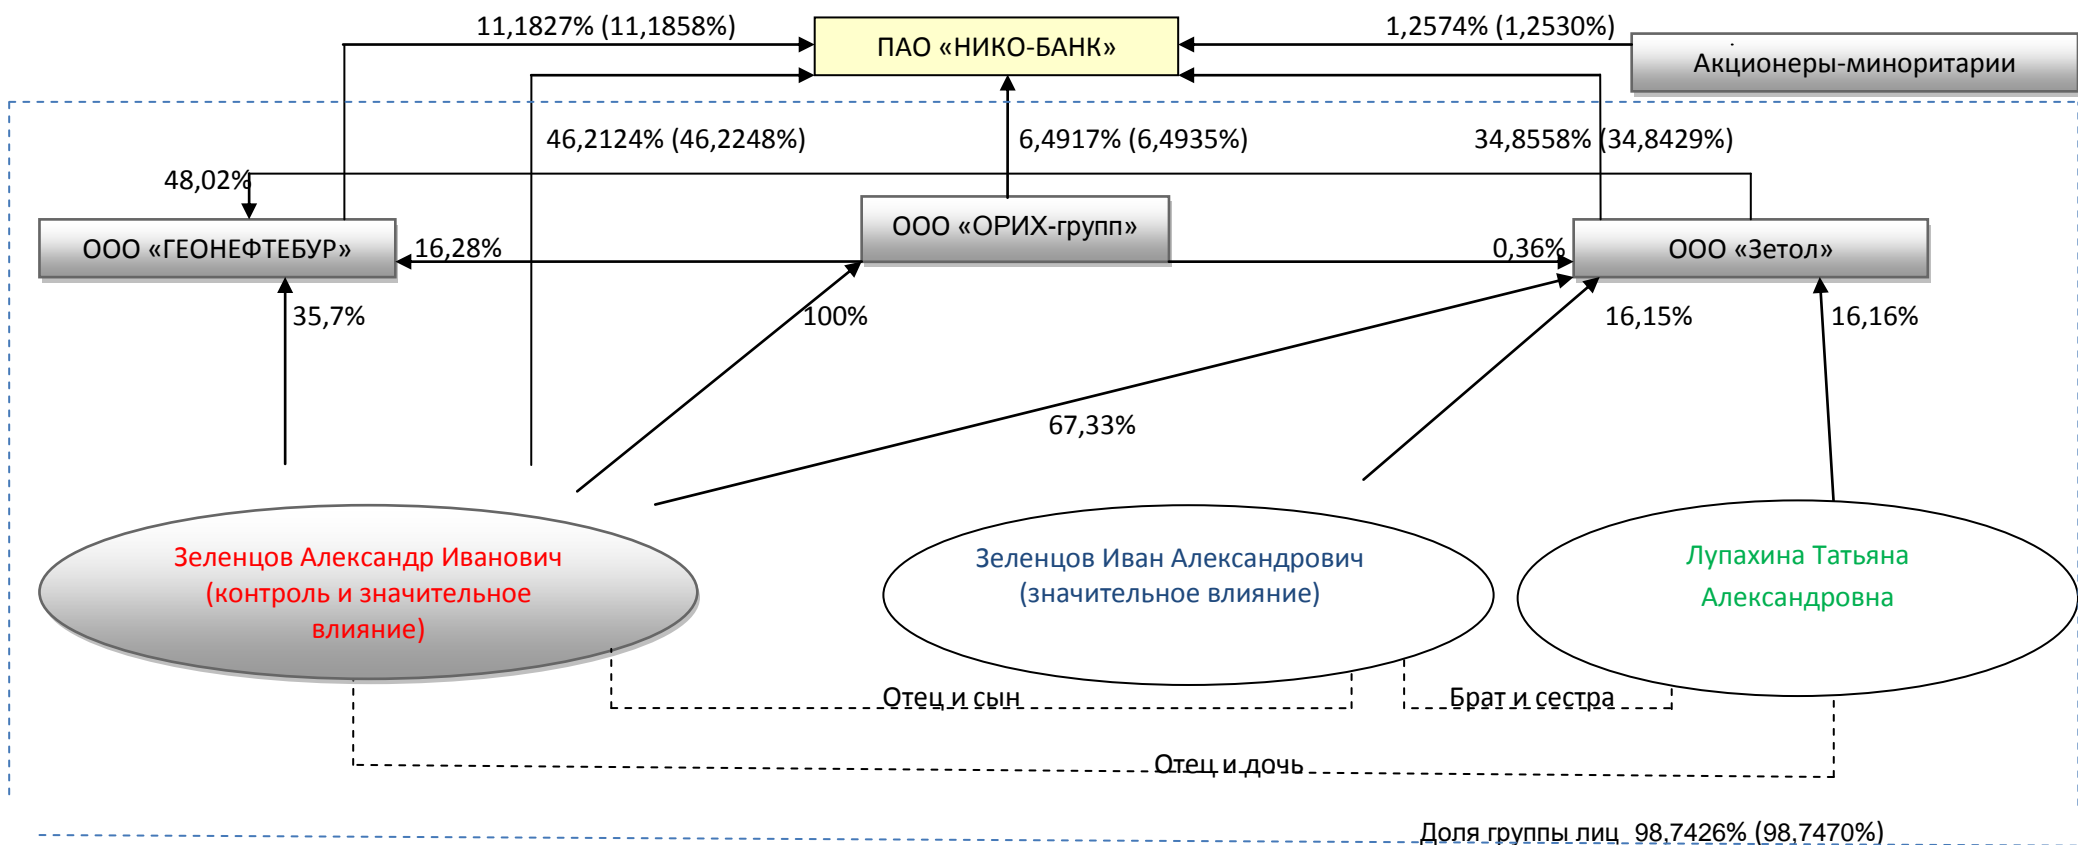 11,1827% (11,1858%)
ПАО «НИКО-БАНК»
1,2574% (1,2530%)
Акционеры-миноритарии
46,2124% (46,2248%)
6,4917% (6,4935%)
34,8558% (34,8429%)
48,02%
ООО «ГЕОНЕФТЕБУР»
16,28%
ООО «ОРИХ-групп»
0,36%
ООО «Зетол»
35,7%
100%
16,15%
16,16%
67,33%
Зеленцов Александр Иванович
(контроль и значительное
влияние)
Зеленцов Иван Александрович
(значительное влияние)
Лупахина Татьяна
Александровна
Отец и сын
Брат и сестра
Отец и дочь
Доля группы лиц 98,7426% (98,7470%)